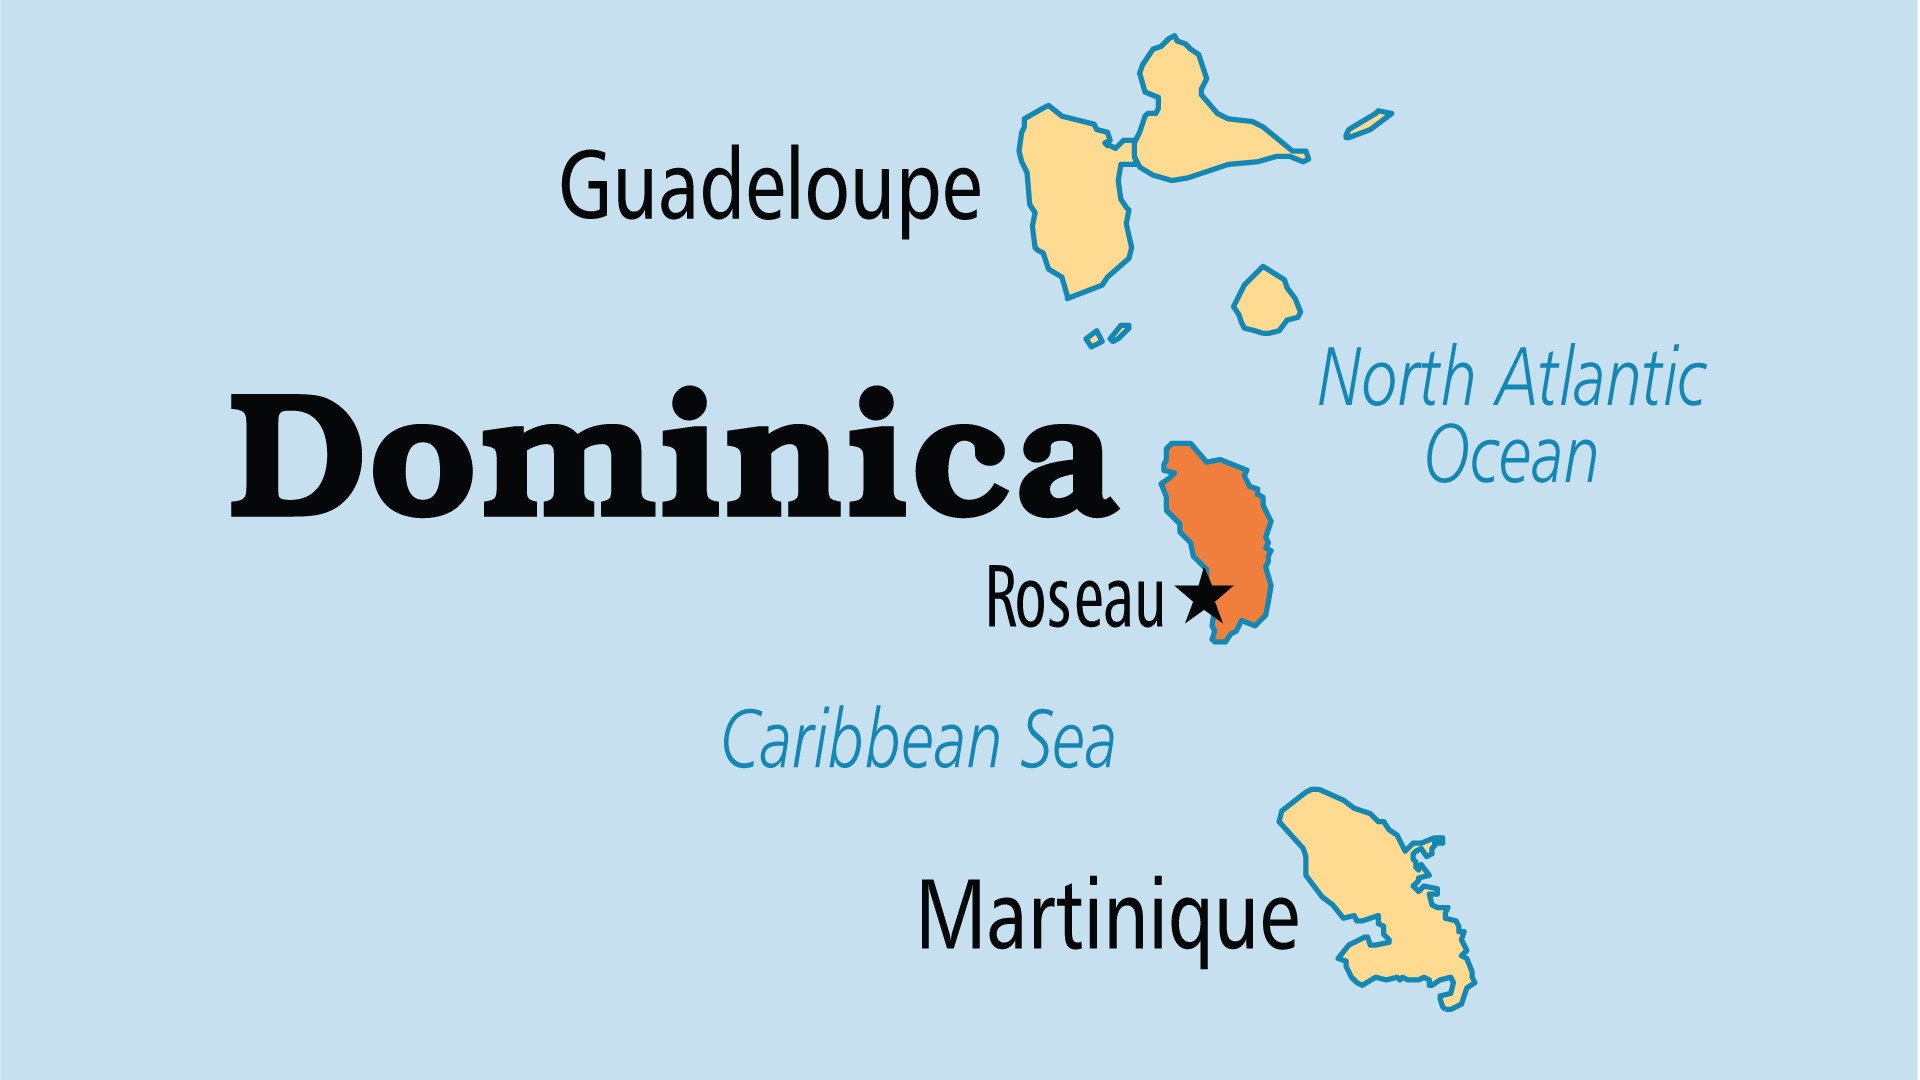 Guadeloupe
North Atlantic
Ocean
Dominica
Roseau
Caribbean Sea
Martinique